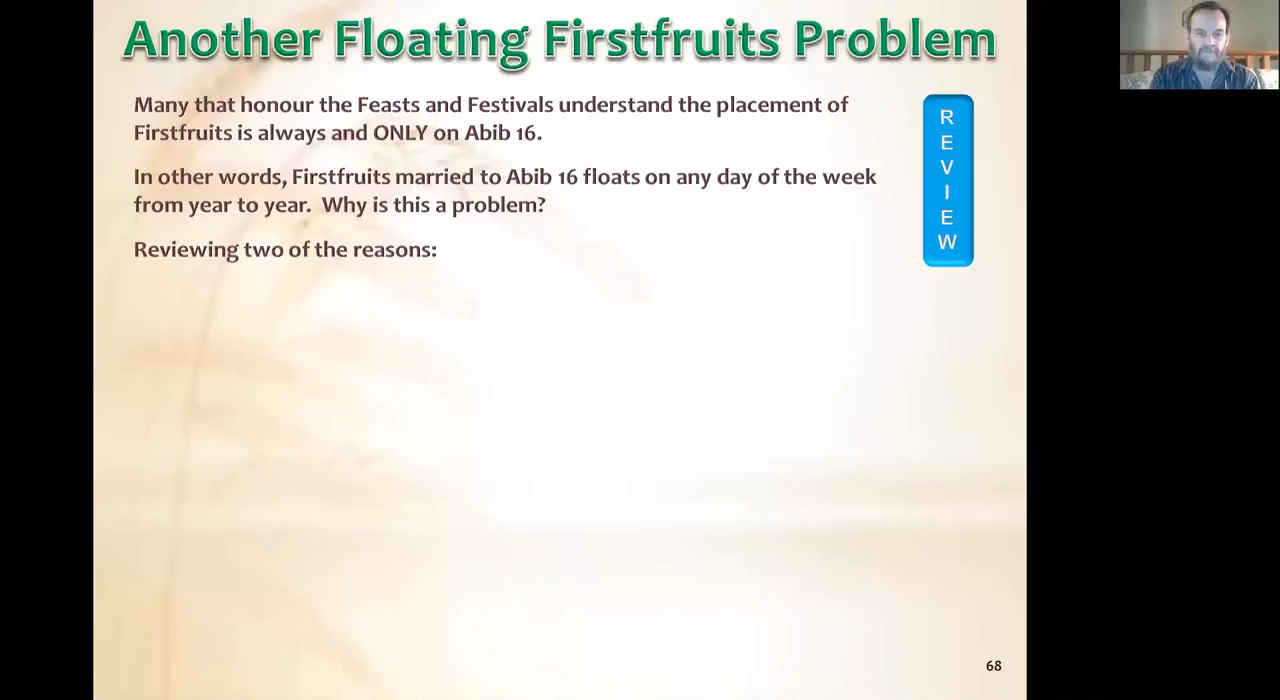 Another Floating Firstfruits Problem
Many that honour the Feasts and Festivals understand the placement of
Firstfruits is always and ONLY on Abib 16.
In other words, Firstfruits married to Abib 16 floats on any day of the week
from year to year.  Why is this a problem?
Reviewing two of the reasons:
R
E
V
I
E
W
68